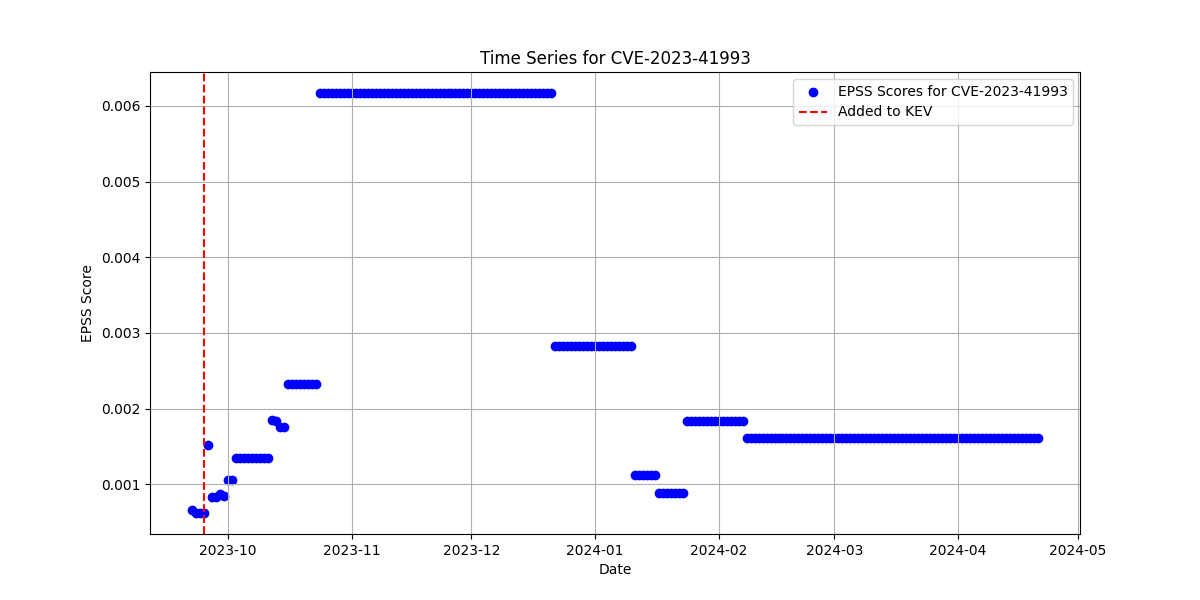 Time Series for CVE-2023-41993
EPSS Scores for CVE-2023-41993
Added to KEV
EPSS Score
0.006
0.005
0.004
0.003
0.002
0.001
2023-10
2023-11
2023-12
2024-01
2024-02
2024-03
2024-04
2024-05
Date